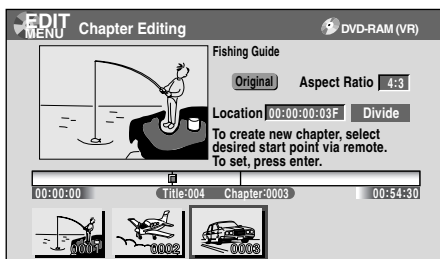 EDIT
MENU
Chapter Editing
DVD-RAM (VR)
Fishing Guide
Original
Aspect Ratio 4:3
Location 00:00:00:03F Divide
To create new chapter, select
desired start point via remote.
To set, press enter.
00:00:00 Title:004 Chapter:0003 00:54:30
0001 0002 0003